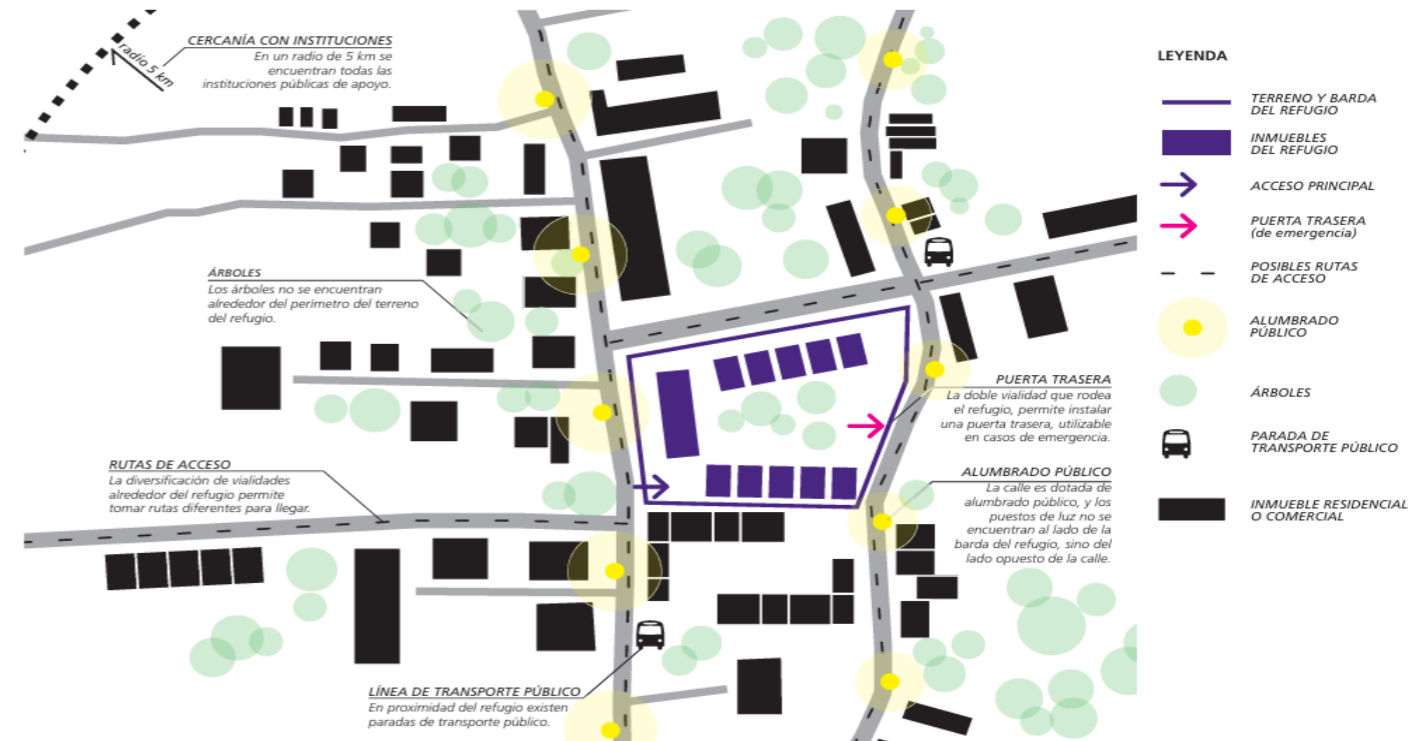 CERCANÍA CON INSTITUCIONES
En un radio de 5 km se
encuentran todas las
instituciones públicas de apoyo.
radio 5 km
ÁRBOLES
Los árboles no se encuentran
alrededor del perímetro del terreno
del refugio.
RUTAS DE ACCESO
La diversificación de vialidades
alrededor del refugio permite
tomar rutas diferentes para llegar.
LÍNEA DE TRANSPORTE PÚBLICO
En proximidad del refugio existen
paradas de transporte público.
PUERTA TRASERA
La doble vialidad que rodea
el refugio, permite instalar
una puerta trasera, utilizable
en casos de emergencia.
ALUMBRADO PÚBLICO
La calle es dotada de
alumbrado público, y los
puestos de luz no se
encuentran al lado de la
barda del refugio, sino del
lado opuesto de la calle.
LEYENDA
TERRENO Y BARDA
DEL REFUGIO
INMUEBLES
DEL REFUGIO
ACCESO PRINCIPAL
PUERTA TRASERA
(de emergencia)
POSIBLES RUTAS
DE ACCESO
ALUMBRADO
PÚBLICO
ÁRBOLES
PARADA DE
TRANSPORTE PÚBLICO
INMUEBLE RESIDENCIAL
O COMERCIAL